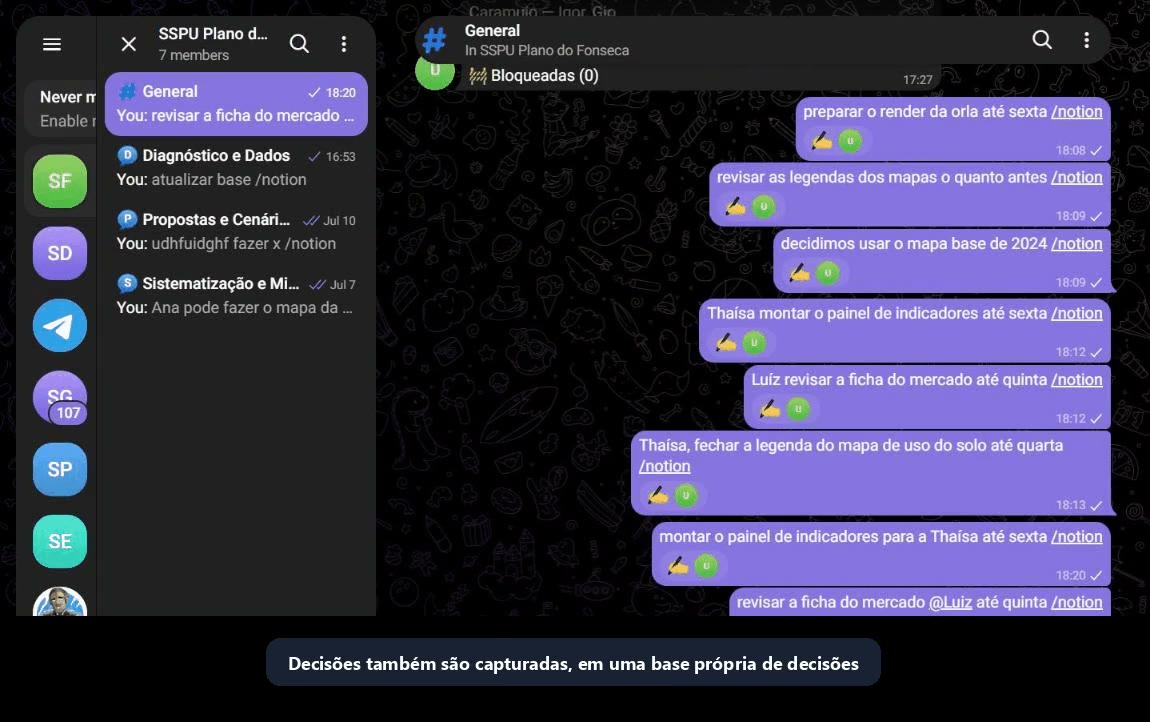 SSPU Plano d...
7 members
Never m
Enable r
SF
SD
SG
107
SP
SE
General
18:20
You: revisar a ficha do mercado ...
D
Diagnóstico e Dados
16:53
You: atualizar base /notion
P
Propostas e Cenári...
Jul 10
You: udhfuidghf fazer x /notion
S
Sistematização e Mi...
Jul 7
You: Ana pode fazer o mapa da ...
Caramulo — Igor, Gio
General
In SSPU Plano do Fonseca
U
Bloqueadas (0)
17:27
preparar o render da orla até sexta /notion
U
18:08
revisar as legendas dos mapas o quanto antes /notion
U
18:09
decidimos usar o mapa base de 2024 /notion
U
18:09
Thaísa montar o painel de indicadores até sexta /notion
U
18:12
Luíz revisar a ficha do mercado até quinta /notion
U
18:12
Thaísa, fechar a legenda do mapa de uso do solo até quarta
/notion
U
18:13
montar o painel de indicadores para a Thaísa até sexta /notion
U
18:20
revisar a ficha do mercado @Luiz até quinta /notion
Decisões também são capturadas, em uma base própria de decisões